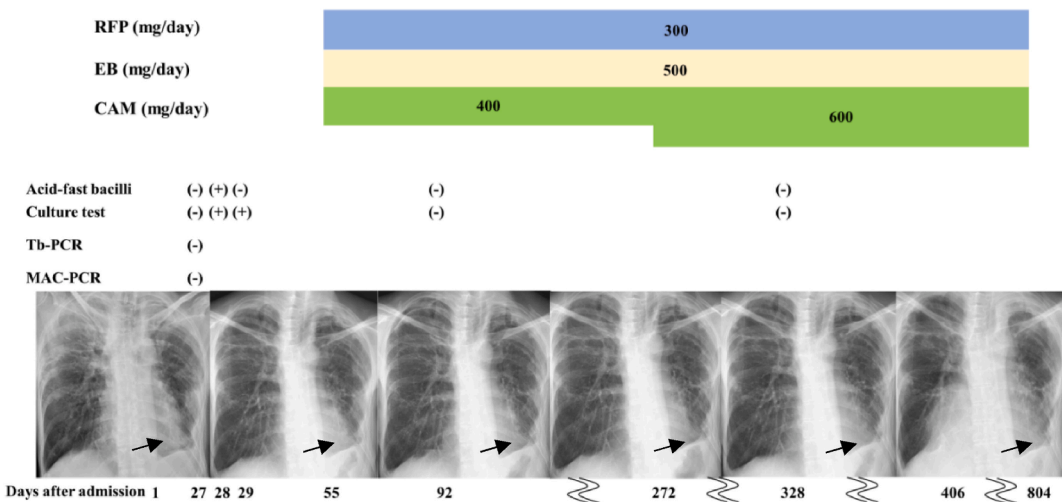 RFP (mg/day) 300
EB (mg/day) 500
CAM (mg/day) 400 600
Acid-fast bacilli (-) (+) (-) (-) (-)
Culture test (-) (+) (+) (-) (-)
Tb-PCR (-)
MAC-PCR (-)
Days after admission 1 27 28 29 55 92 272 328 406 804